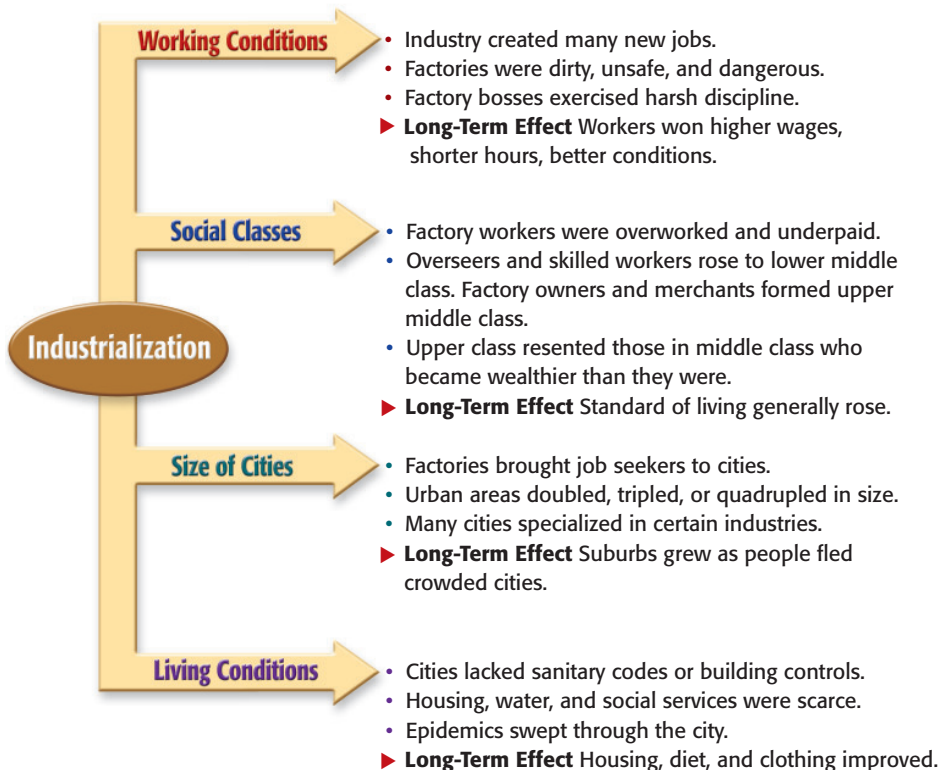 Industrialization
Working Conditions
• Industry created many new jobs.
• Factories were dirty, unsafe, and dangerous.
• Factory bosses exercised harsh discipline.
▶ Long-Term Effect Workers won higher wages,
shorter hours, better conditions.
Social Classes
• Factory workers were overworked and underpaid.
• Overseers and skilled workers rose to lower middle
class. Factory owners and merchants formed upper
middle class.
• Upper class resented those in middle class who
became wealthier than they were.
▶ Long-Term Effect Standard of living generally rose.
Size of Cities
• Factories brought job seekers to cities.
• Urban areas doubled, tripled, or quadrupled in size.
• Many cities specialized in certain industries.
▶ Long-Term Effect Suburbs grew as people fled
crowded cities.
Living Conditions
• Cities lacked sanitary codes or building controls.
• Housing, water, and social services were scarce.
• Epidemics swept through the city.
▶ Long-Term Effect Housing, diet, and clothing improved.